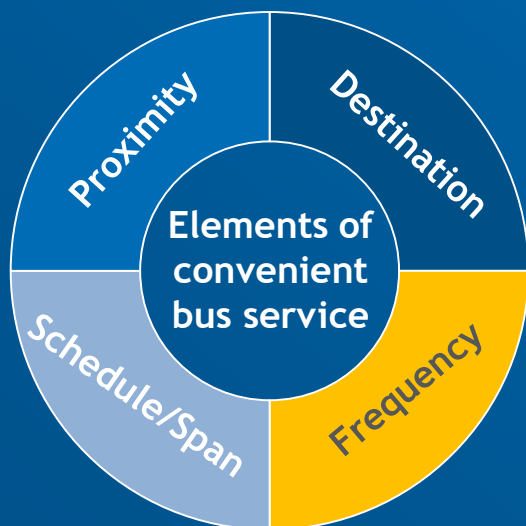 Proximity
Destination
Elements of
convenient
bus service
Schedule/Span
Frequency